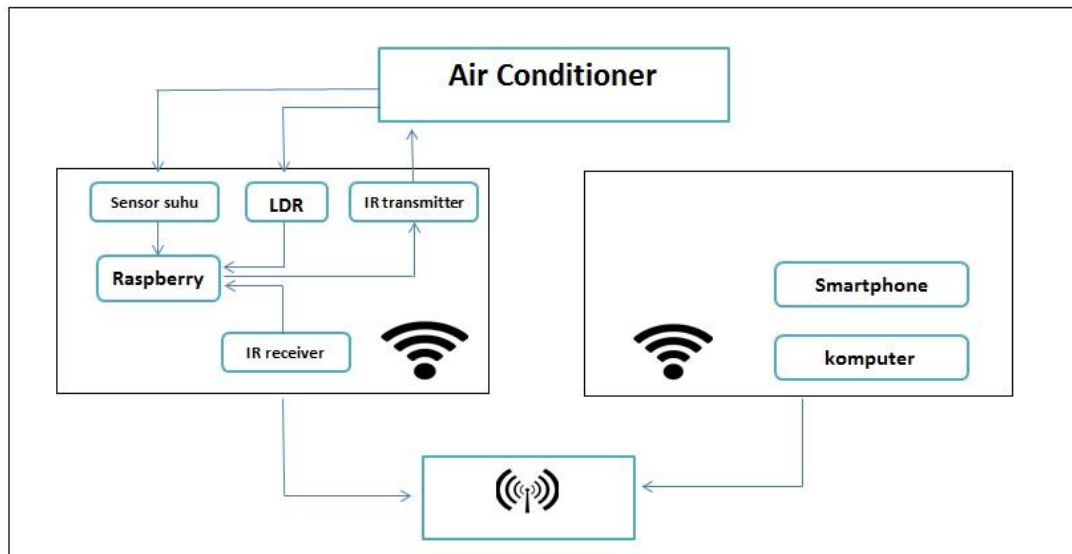 Air Conditioner
Sensor suhu
LDR
IR transmitter
Raspberry
IR receiver
Smartphone
komputer